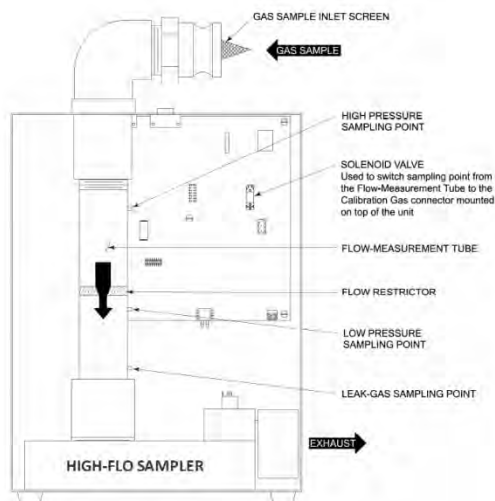 GAS SAMPLE INLET SCREEN
GAS SAMPLE
HIGH PRESSURE
SAMPLING POINT
SOLENOID VALVE
Used to switch sampling point from
the Flow-Measurement Tube to the
Calibration Gas connector mounted
on top of the unit
FLOW-MEASUREMENT TUBE
FLOW RESTRICTOR
LOW PRESSURE
SAMPLING POINT
LEAK-GAS SAMPLING POINT
EXHAUST
HIGH-FLO SAMPLER